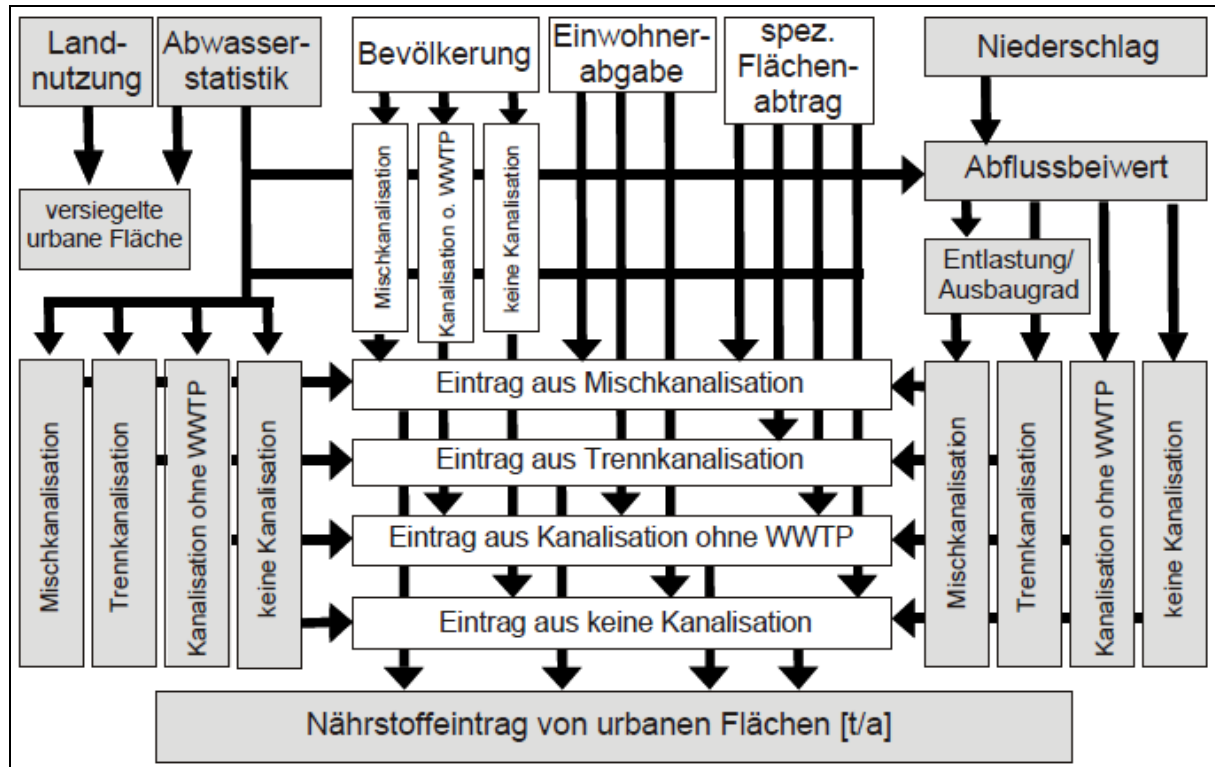 Land-
nutzung
Abwasser-
statistik
Bevölkerung
Einwohner-
abgabe
spez.
Flächen-
abtrag
Niederschlag
Mischkanalisation
Kanalisation o. WWTP
keine Kanalisation
Abflussbeiwert
versiegelte
urbane Fläche
Entlastung/
Ausbaugrad
Mischkanalisation
Trennkanalisation
Kanalisation ohne WWTP
keine Kanalisation
Eintrag aus Mischkanalisation
Eintrag aus Trennkanalisation
Eintrag aus Kanalisation ohne WWTP
Eintrag aus keine Kanalisation
Mischkanalisation
Trennkanalisation
Kanalisation ohne WWTP
keine Kanalisation
Nährstoffeintrag von urbanen Flächen [t/a]